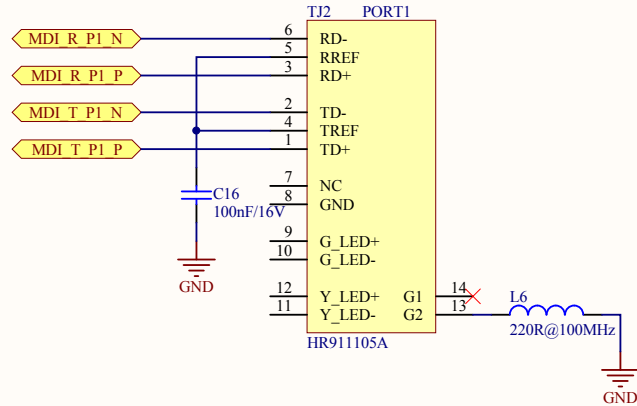 TJ2 PORT1
MDI_R_P1_N 6 RD-
5 RREF
MDI_R_P1_P 3 RD+
MDI_T_P1_N 2 TD-
4 TREF
MDI_T_P1_P 1 TD+
7 NC
C16 8 GND
100nF/16V
9 G_LED+
10 G_LED-
GND
12 Y_LED+ G1 14 L6
11 Y_LED- G2 13
220R@100MHz
HR911105A
GND